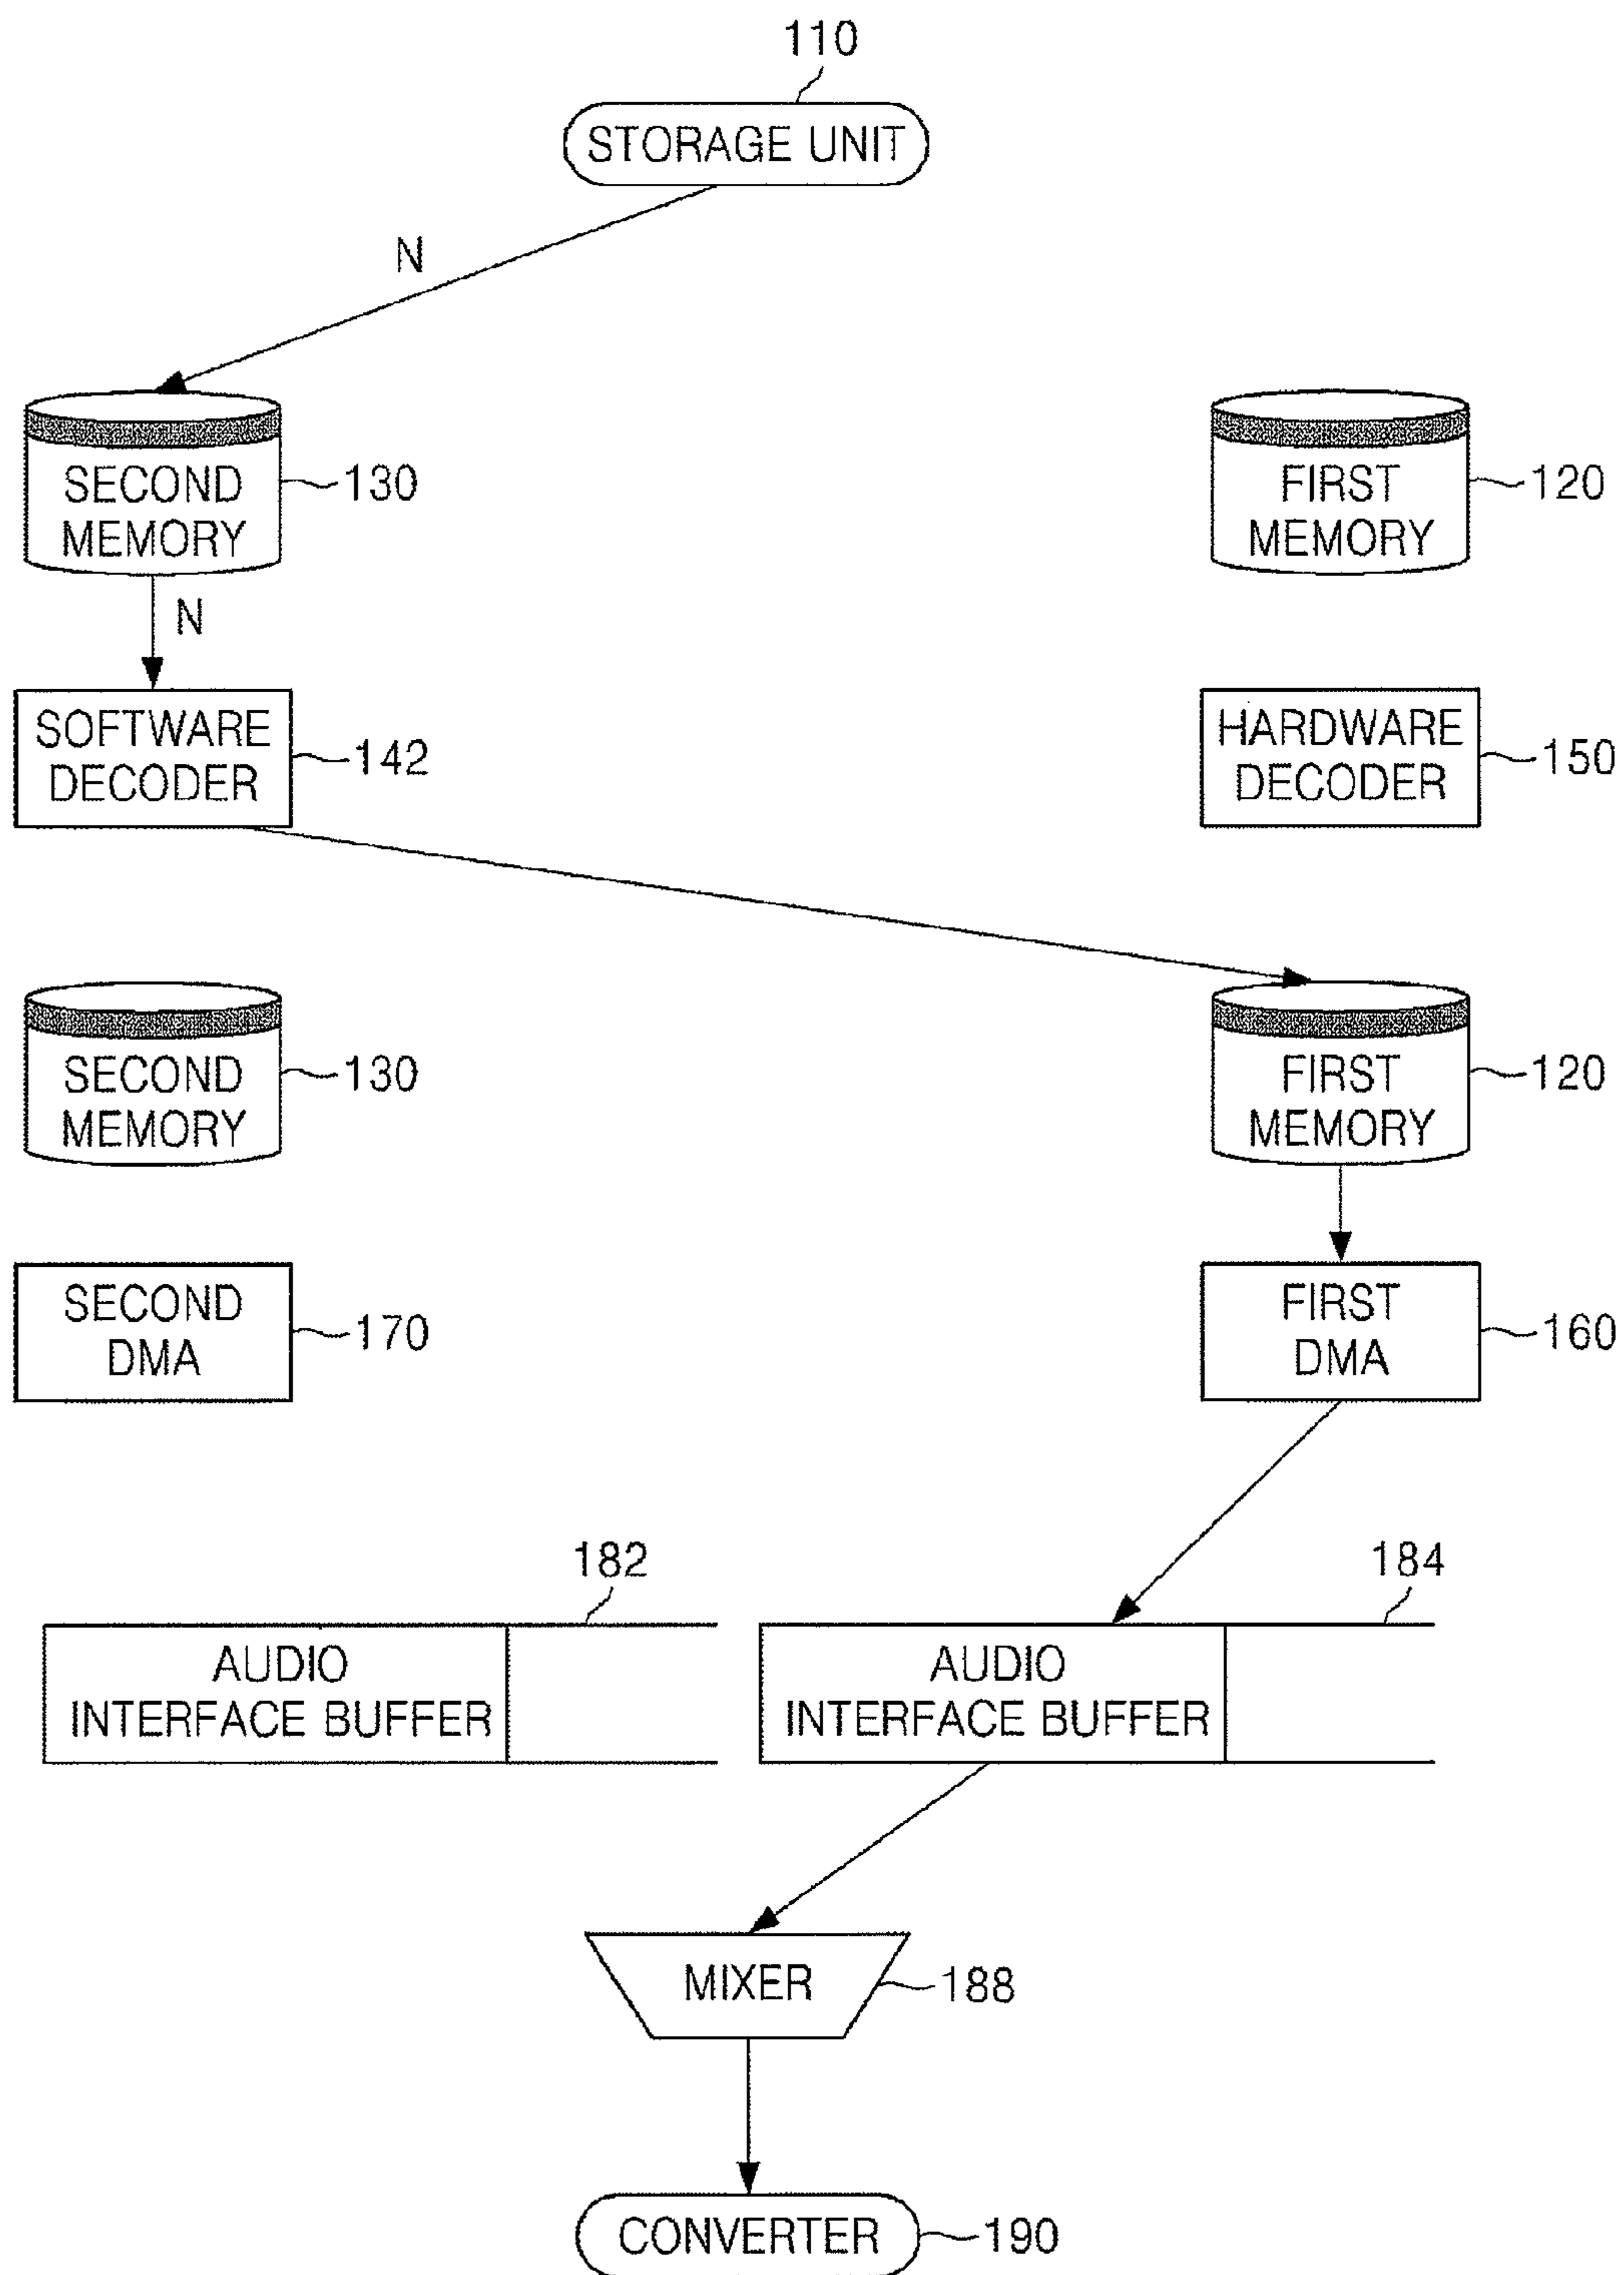 110
STORAGE UNIT
N
SECOND
MEMORY
130
FIRST
MEMORY
120
N
SOFTWARE
DECODER
142
HARDWARE
DECODER
150
SECOND
MEMORY
130
FIRST
MEMORY
120
SECOND
DMA
170
FIRST
DMA
160
182
184
AUDIO
INTERFACE BUFFER
AUDIO
INTERFACE BUFFER
MIXER
188
CONVERTER
190